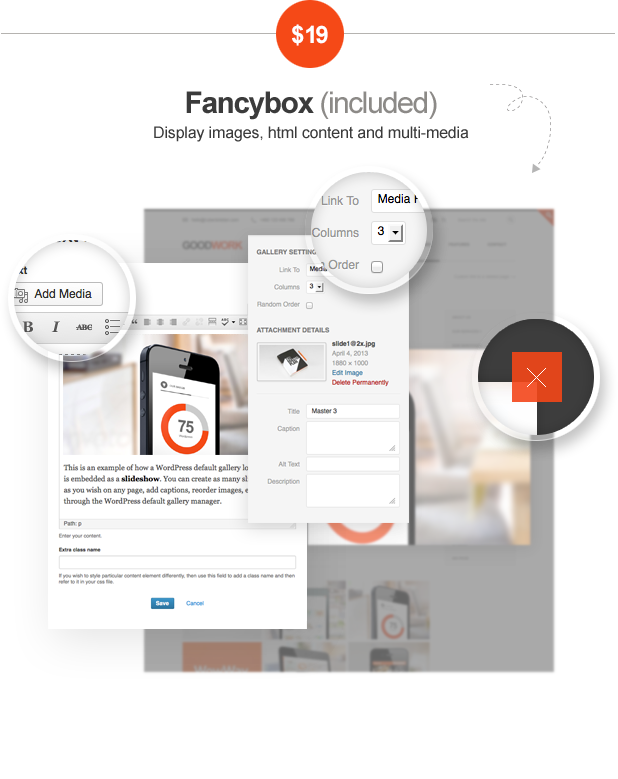 $19
Fancybox (included)
Display images, html content and multi-media
Link To
Media
Columns
3
Order
Add Media
B I ABC
GOODWORK
GALLERY SETTING
Link To
Media
Columns
3
Random Order
ATTACHMENT DETAILS
slide1@2x.jpg
April 4, 2013
1880 × 1000
Edit Image
Delete Permanently
Title
Master 3
Caption
Alt Text
Description
75
This is an example of how a WordPress default gallery lo
is embedded as a slideshow. You can create as many sl
as you wish on any page, add captions, reorder images, e
through the WordPress default gallery manager.
Path: p
Enter your content.
Extra class name
If you wish to style particular content element differently, then use this field to add a class name and then
refer to it in your css file.
Save
Cancel